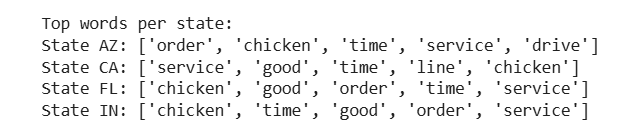 Top words per state:
State AZ: ['order', 'chicken', 'time', 'service', 'drive']
State CA: ['service', 'good', 'time', 'line', 'chicken']
State FL: ['chicken', 'good', 'order', 'time', 'service']
State IN: ['chicken', 'time', 'good', 'order', 'service']